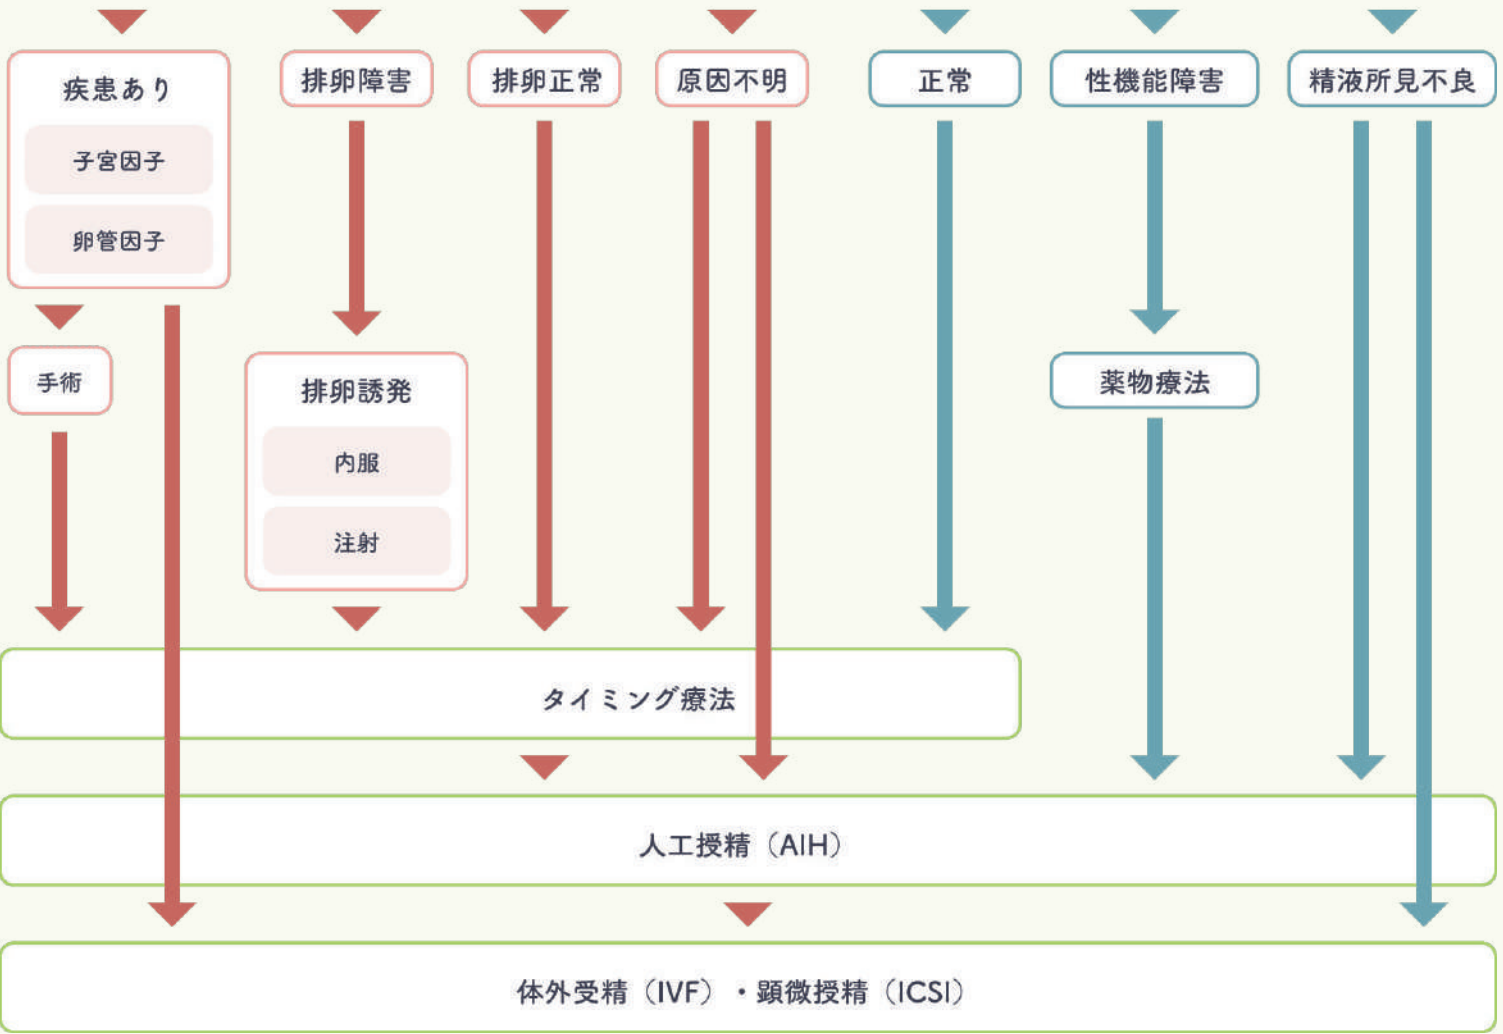 疾患あり
子宮因子
卵管因子
排卵障害
排卵正常
原因不明
正常
性機能障害
精液所見不良
手術
排卵誘発
内服
注射
薬物療法
タイミング療法
人工授精（AIH）
体外受精（IVF）・顕微授精（ICSI）